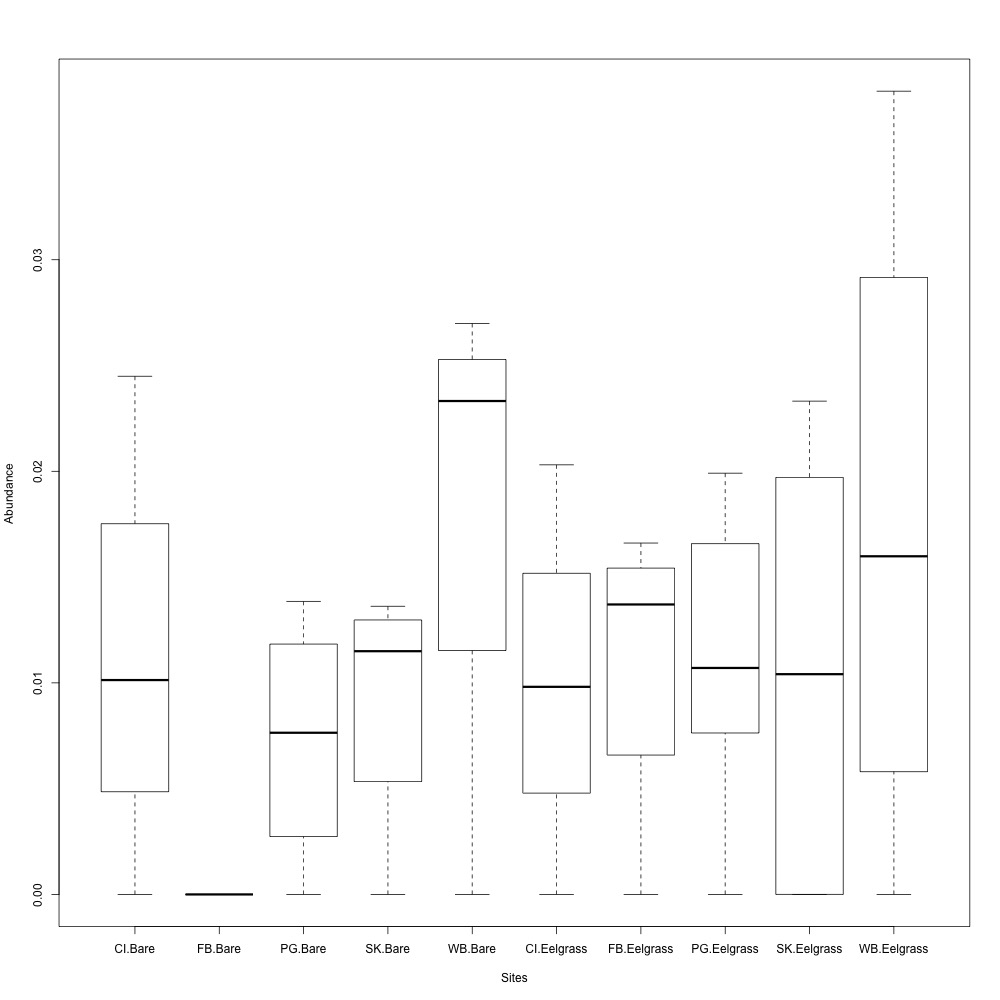 Abundance
0.03
0.02
0.01
0.00
CI.Bare FB.Bare PG.Bare SK.Bare WB.Bare CI.Eelgrass FB.Eelgrass PG.Eelgrass SK.Eelgrass WB.Eelgrass
Sites